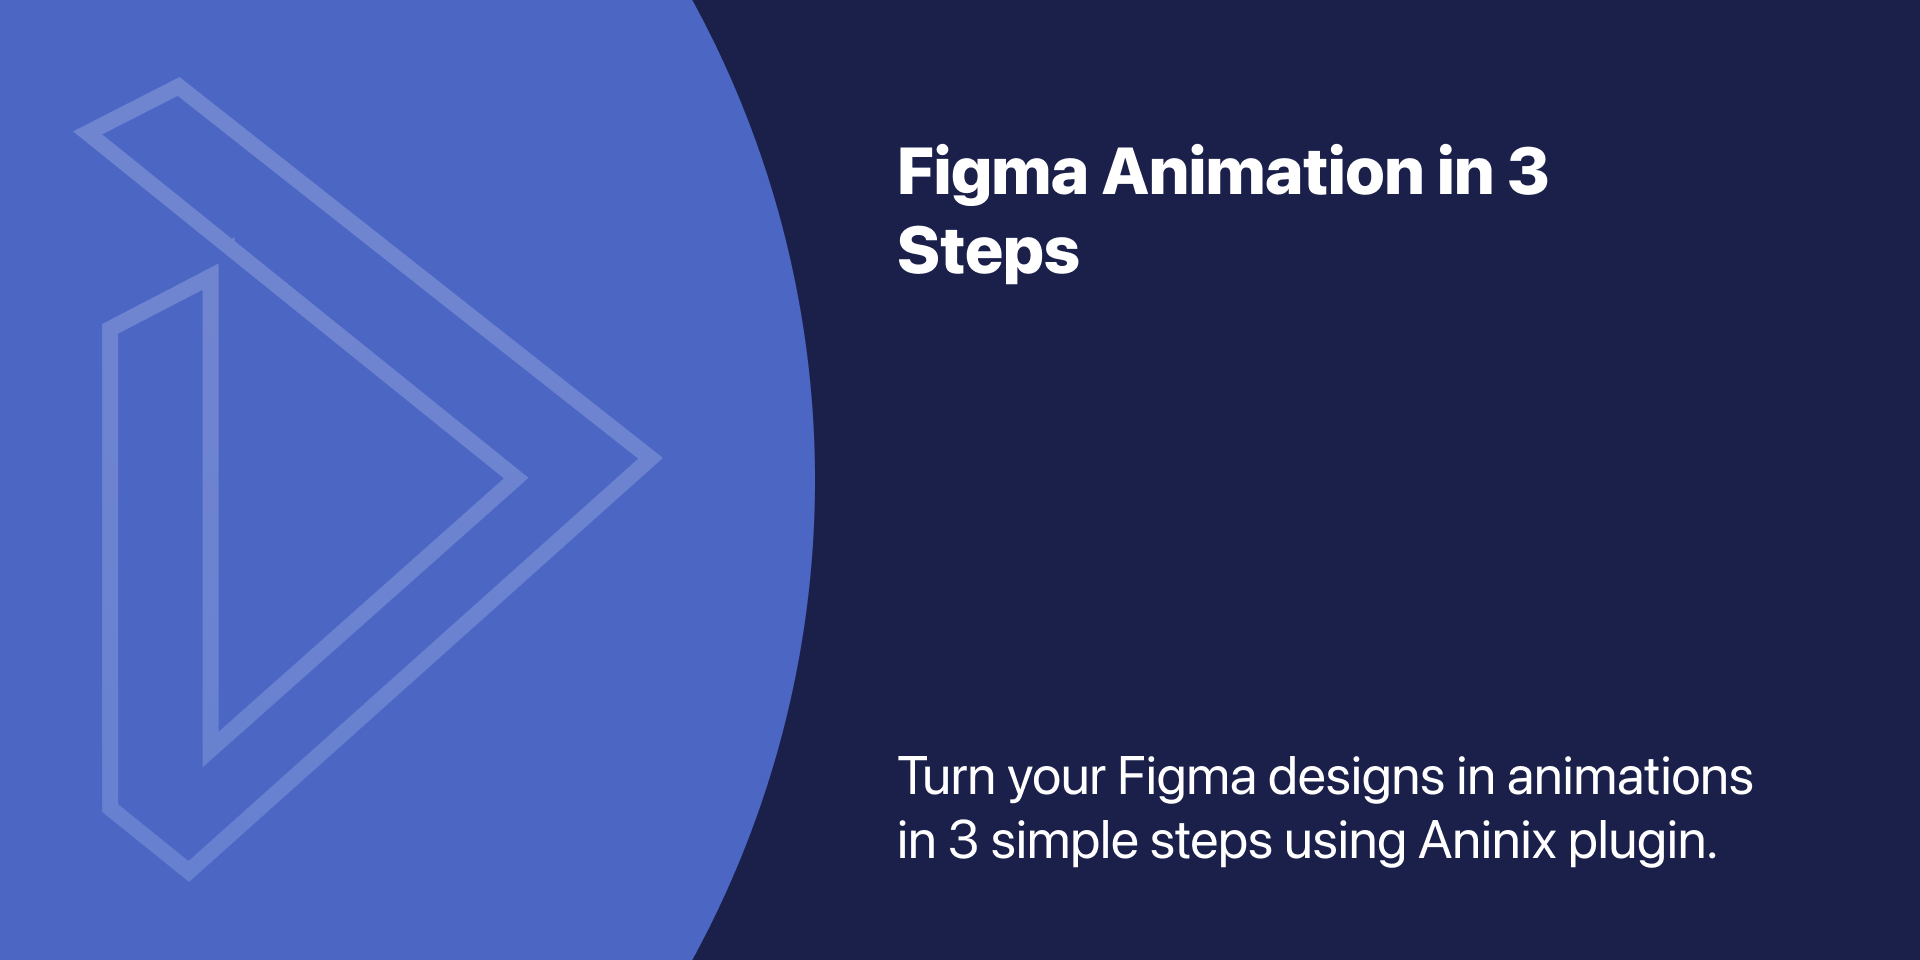 Figma Animation in 3
Steps
Turn your Figma designs in animations
in 3 simple steps using Aninix plugin.